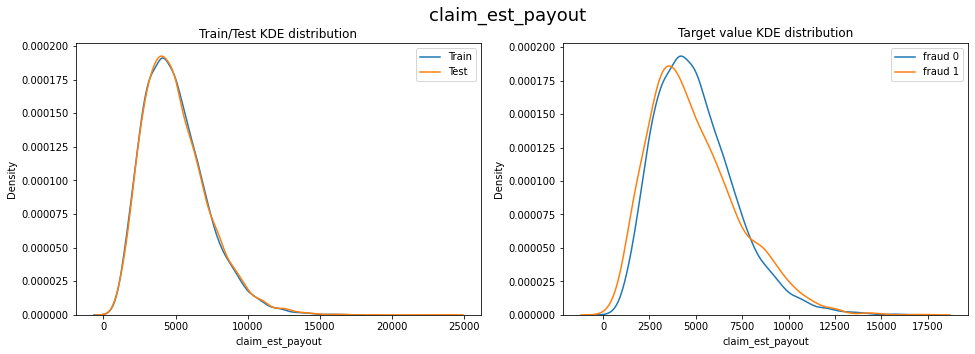 claim_est_payout
Train/Test KDE distribution
Target value KDE distribution
Train
Test
fraud 0
fraud 1
Density
0.000200
0.000175
0.000150
0.000125
0.000100
0.000075
0.000050
0.000025
0.000000
0 5000 10000 15000 20000 25000
claim_est_payout
Density
0.000200
0.000175
0.000150
0.000125
0.000100
0.000075
0.000050
0.000025
0.000000
0 2500 5000 7500 10000 12500 15000 17500
claim_est_payout